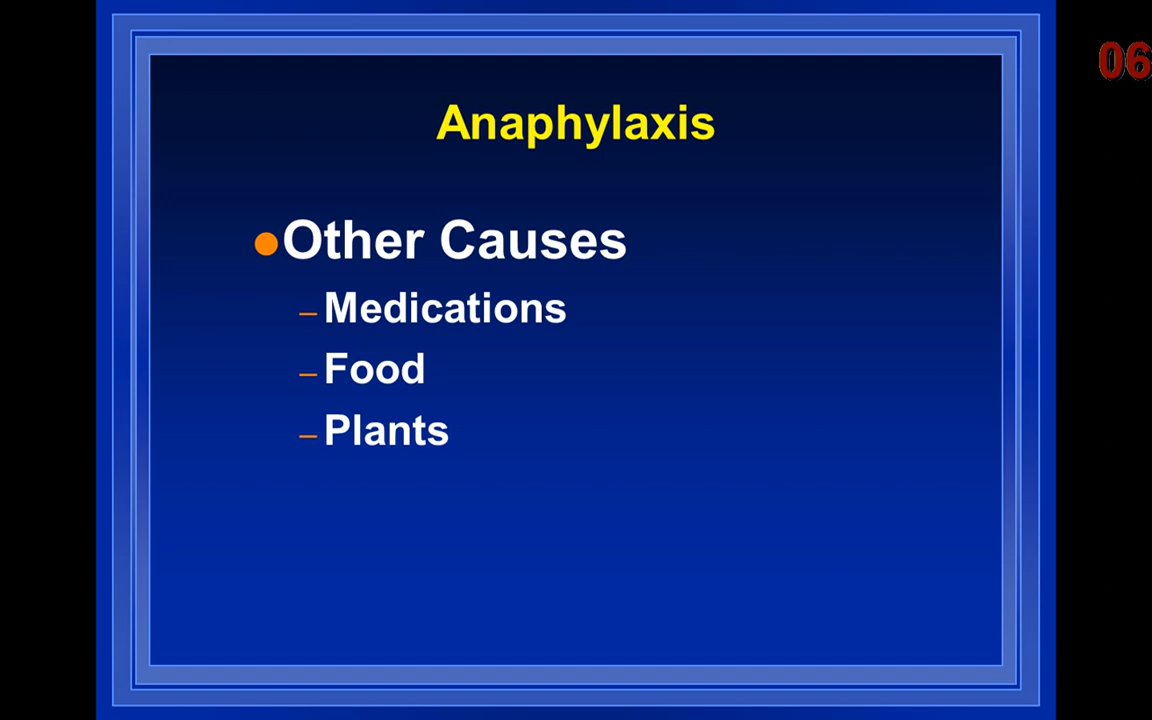 06
Anaphylaxis
●Other Causes
– Medications
– Food
– Plants